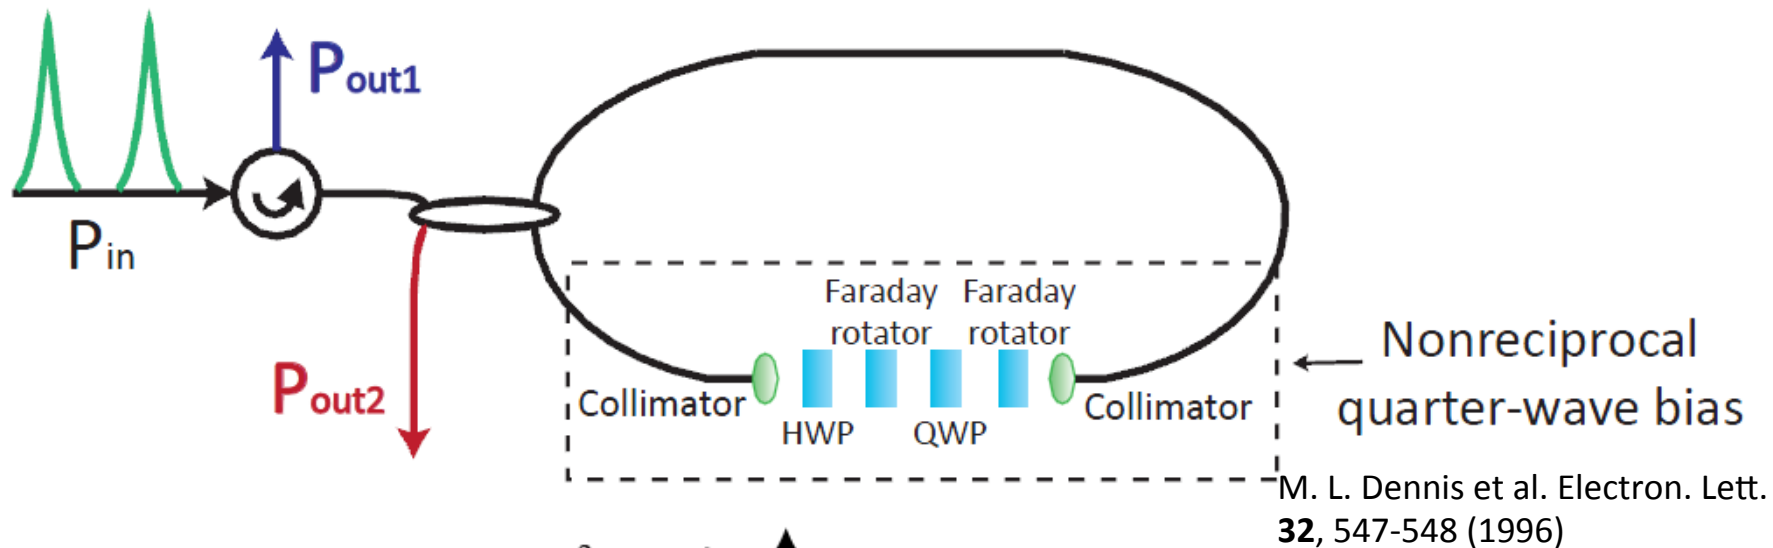 Pout1
Pin
Pout2
Faraday Faraday
rotator rotator
Collimator
HWP
QWP
Collimator
Nonreciprocal
quarter-wave bias
M. L. Dennis et al. Electron. Lett.
32, 547-548 (1996)